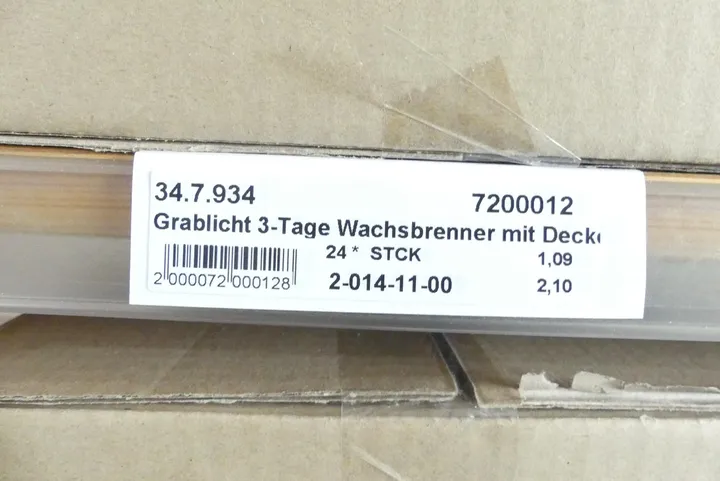 34.7.934 7200012
Grablicht 3-Tage Wachsbrenner mit Decke
24 * STCK 1,09
2 000072 000128 2-014-11-00 2,10